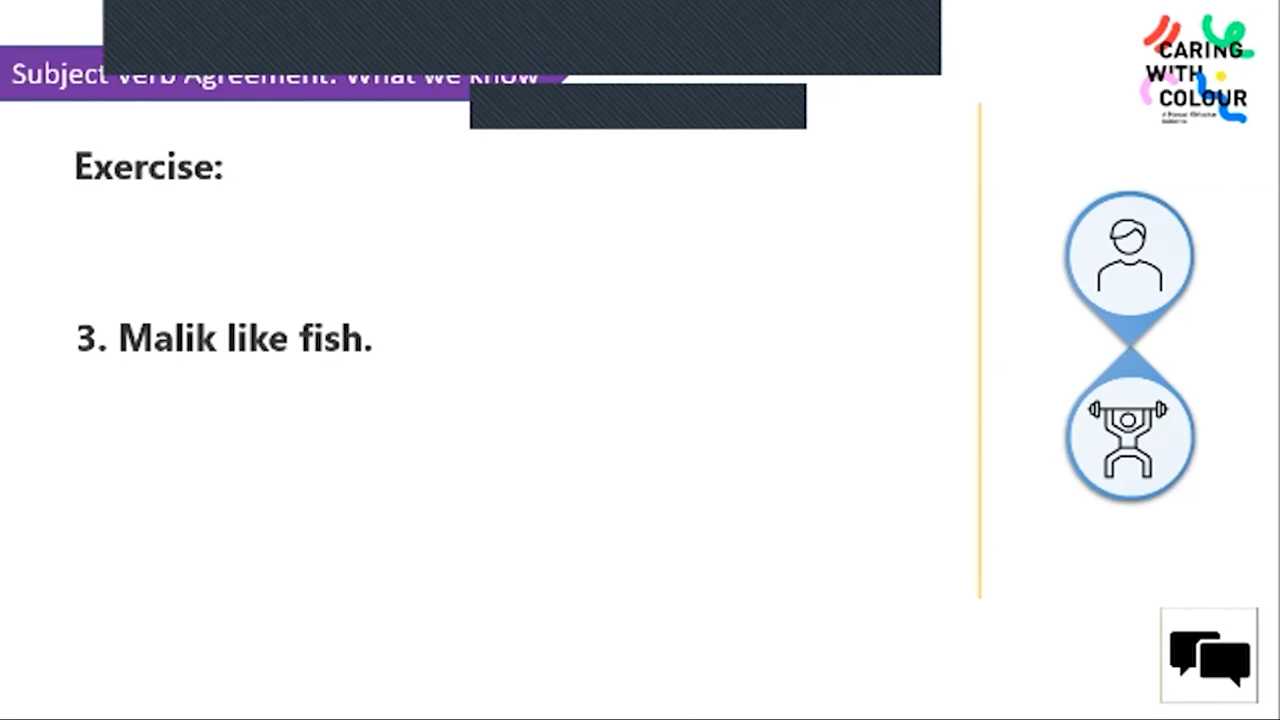 Subject Verb Agreement: What we know
CARING
WITH
COLOUR
Exercise:
3. Malik like fish.